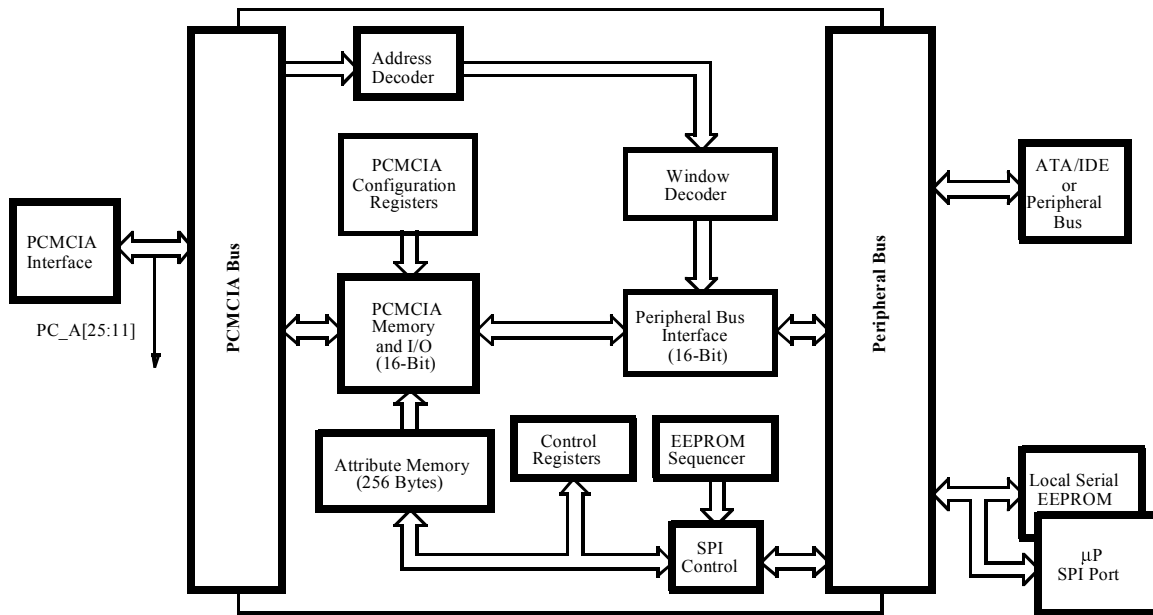 Address
Decoder
PCMCIA
Configuration
Registers
Window
Decoder
ATA/IDE
or
Peripheral
Bus
PCMCIA
Interface
PC_A[25:11]
PCMCIA Bus
PCMCIA
Memory
and I/O
(16-Bit)
Peripheral Bus
Interface
(16-Bit)
Peripheral Bus
Attribute Memory
(256 Bytes)
Control
Registers
EEPROM
Sequencer
SPI
Control
Local Serial
EEPROM
µP
SPI Port